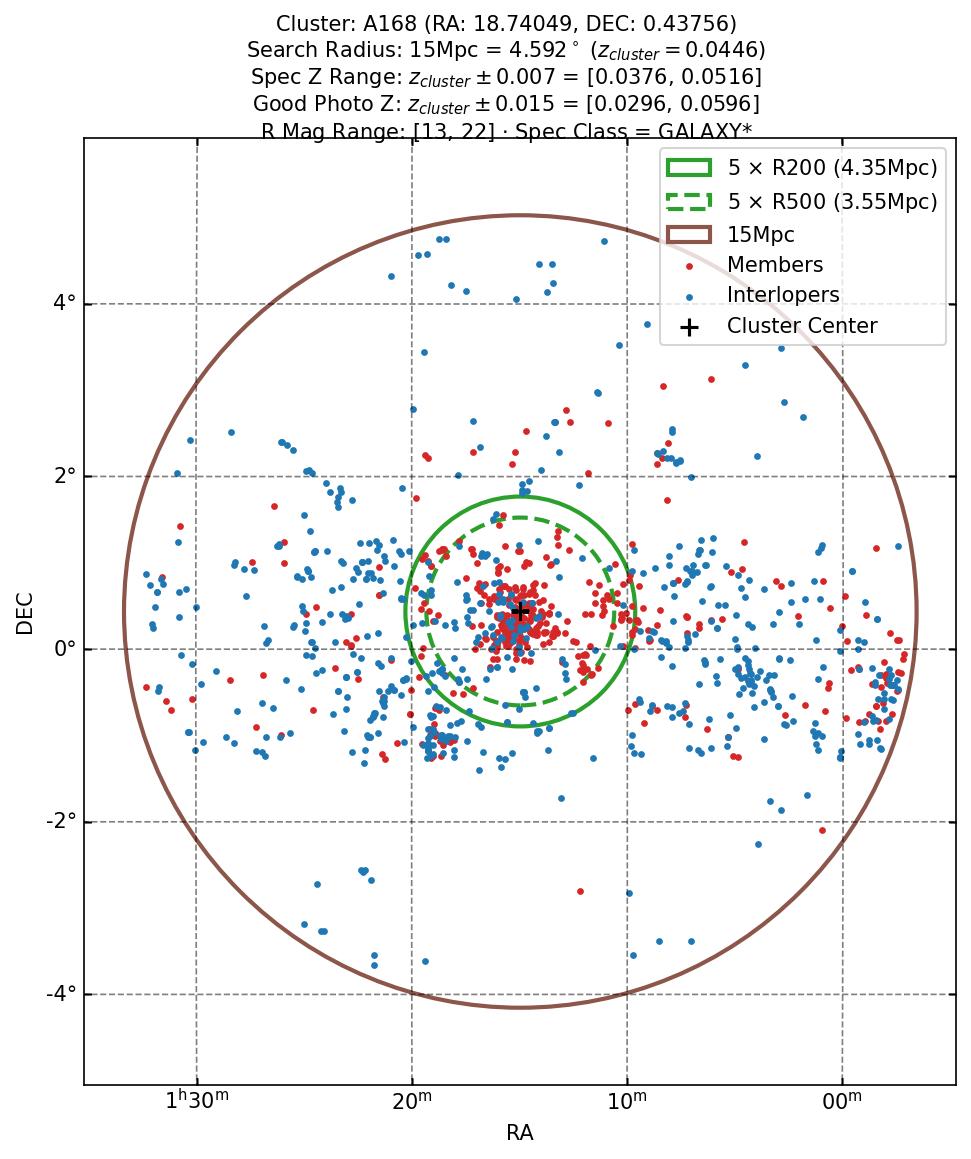 Cluster: A168 (RA: 18.74049, DEC: 0.43756)
Search Radius: 15Mpc = 4.592° (z_cluster = 0.0446)
Spec Z Range: z_cluster ± 0.007 = [0.0376, 0.0516]
Good Photo Z: z_cluster ± 0.015 = [0.0296, 0.0596]
R Mag Range: [13, 22] · Spec Class = GALAXY*
5 × R200 (4.35Mpc)
5 × R500 (3.55Mpc)
15Mpc
Members
Interlopers
Cluster Center
4°
2°
0°
-2°
-4°
DEC
1ʰ30ᵐ
20ᵐ
10ᵐ
00ᵐ
RA